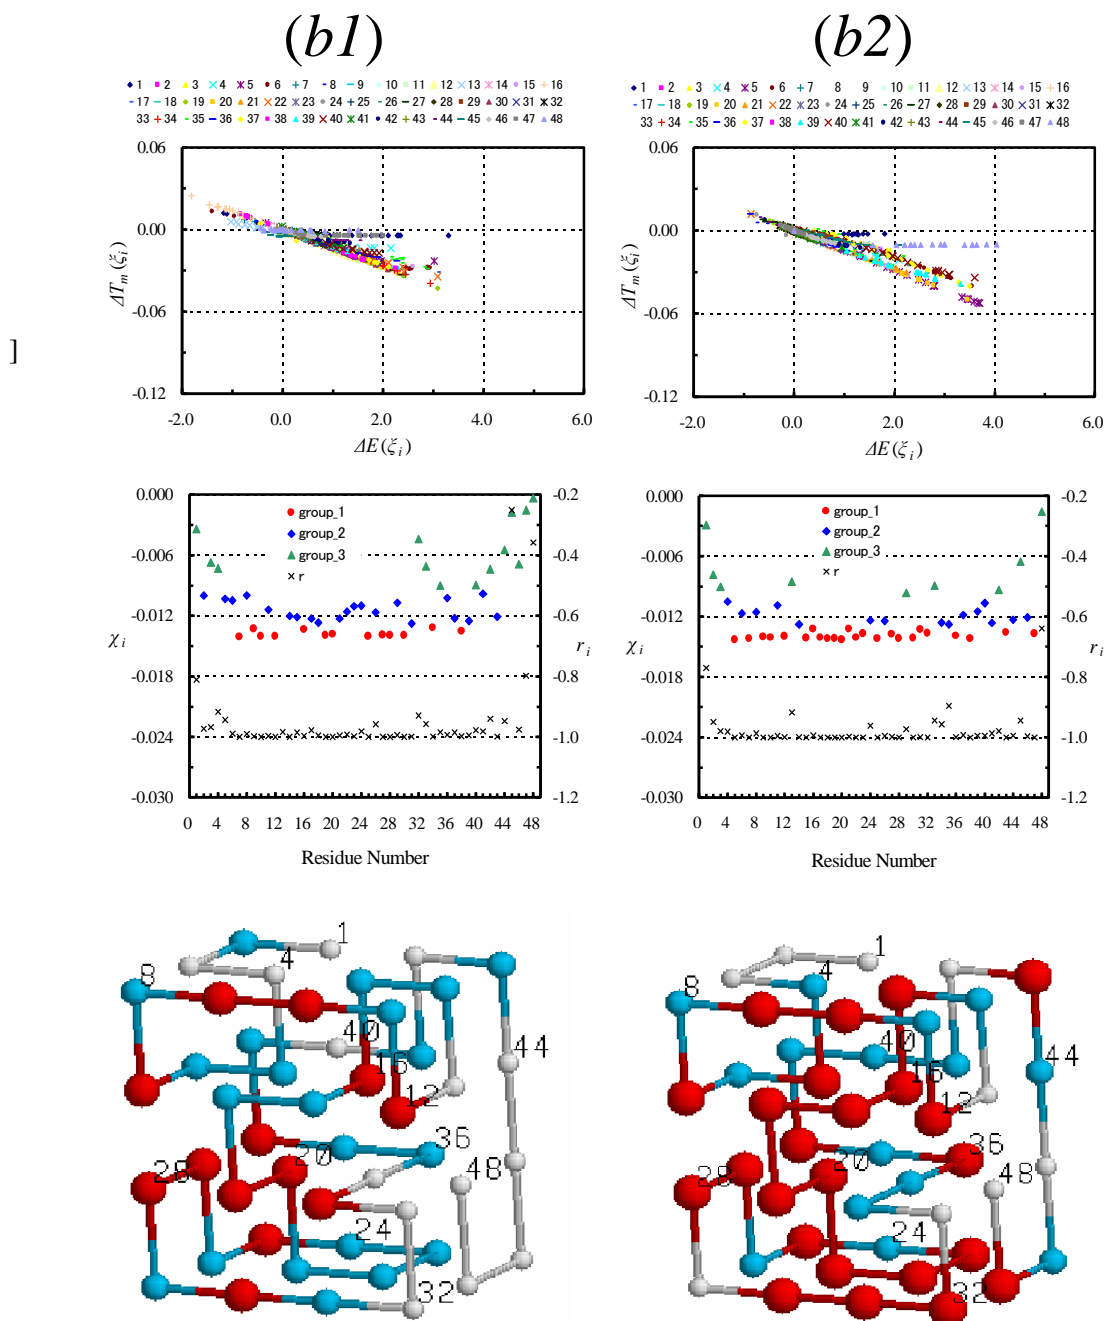 (b1) (b2)
1 2 3 4 5 6 7 8 9 10 11 12 13 14 15 16
17 18 19 20 21 22 23 24 25 26 27 28 29 30 31 32
33 34 35 36 37 38 39 40 41 42 43 44 45 46 47 48
1 2 3 4 5 6 7 8 9 10 11 12 13 14 15 16
17 18 19 20 21 22 23 24 25 26 27 28 29 30 31 32
33 34 35 36 37 38 39 40 41 42 43 44 45 46 47 48
0.06
0.00
-0.06
-0.12
ΔTm(ξi)
-2.0 0.0 2.0 4.0 6.0
ΔE(ξi)
0.06
0.00
-0.06
-0.12
ΔTm(ξi)
-2.0 0.0 2.0 4.0 6.0
ΔE(ξi)
]
0.000
-0.006
-0.012
-0.018
-0.024
-0.030
χi
group_1
group_2
group_3
r
-0.2
-0.4
-0.6
-0.8
-1.0
-1.2
ri
0 4 8 12 16 20 24 28 32 36 40 44 48
Residue Number
0.000
-0.006
-0.012
-0.018
-0.024
-0.030
χi
group_1
group_2
group_3
r
-0.2
-0.4
-0.6
-0.8
-1.0
-1.2
ri
0 4 8 12 16 20 24 28 32 36 40 44 48
Residue Number
1
4
8
40
44
16
12
36
20
28
48
24
32
1
4
8
40
44
16
12
36
20
28
48
24
32